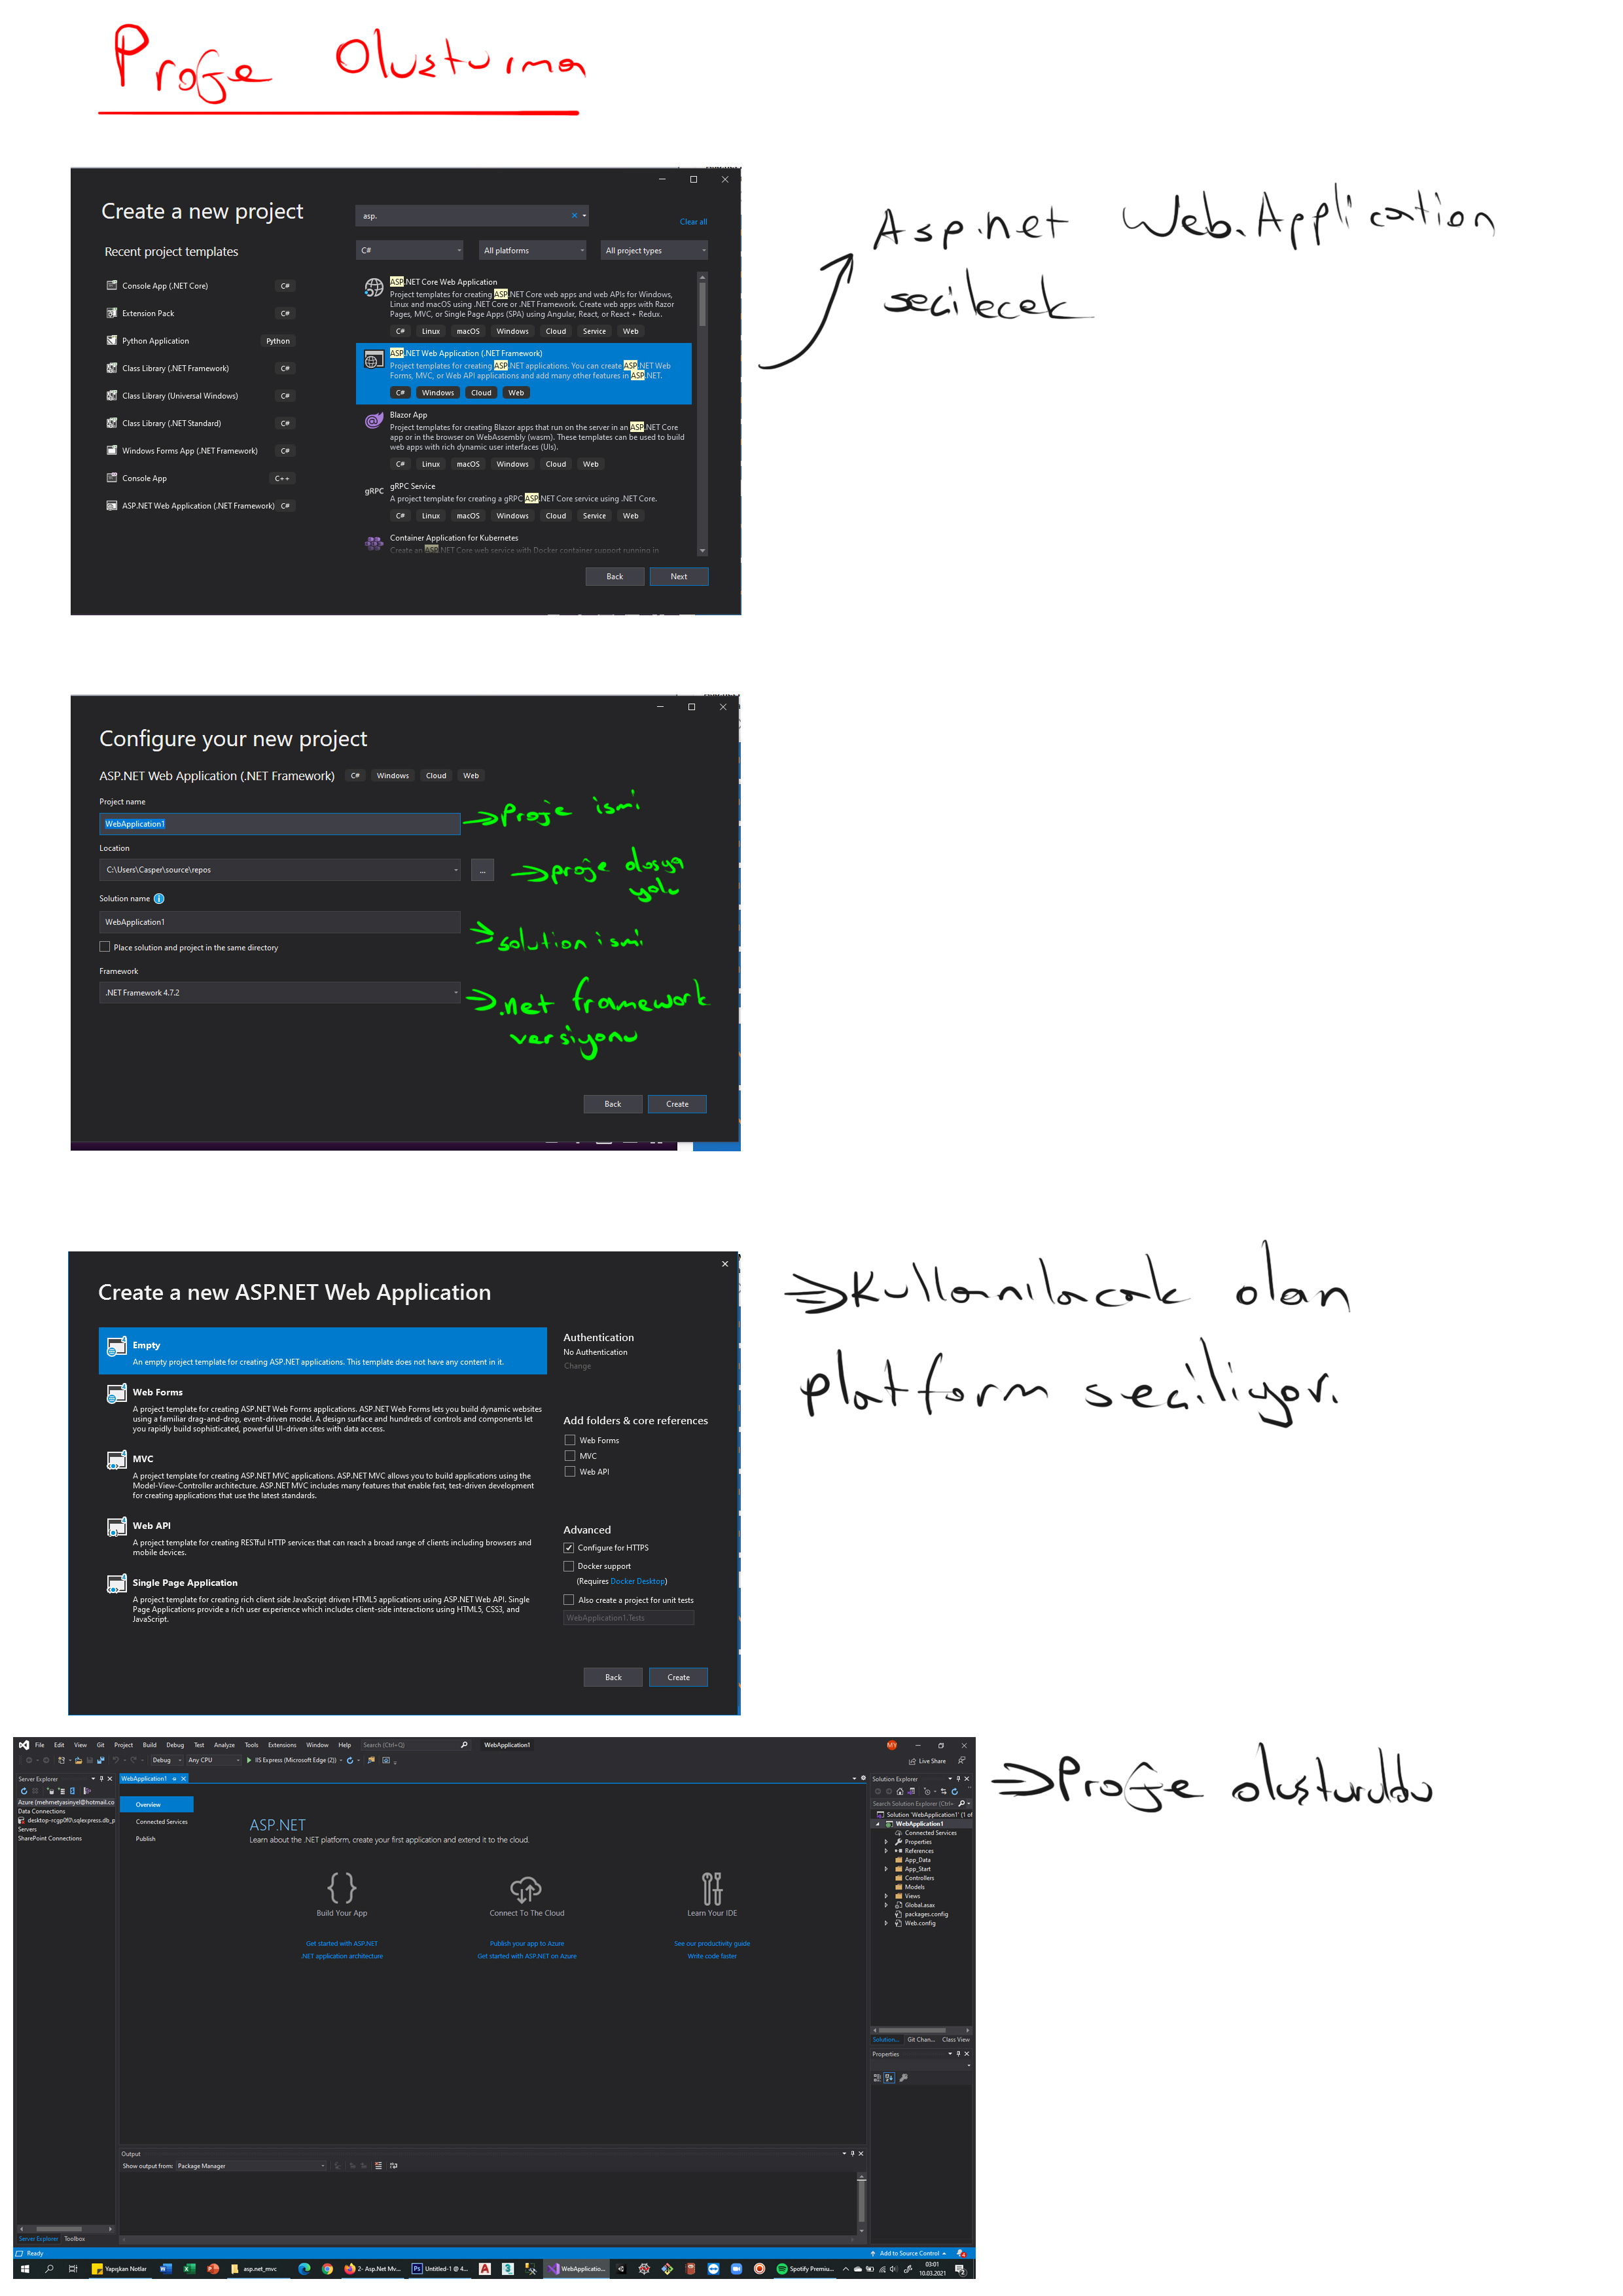 Proje Oluşturma
Create a new project
Recent project templates
Console App (.NET Core) C#
Extension Pack C#
Python Application Python
Class Library (.NET Framework) C#
Class Library (Universal Windows) C#
Class Library (.NET Standard) C#
Windows Forms App (.NET Framework) C#
Console App C++
ASP.NET Web Application (.NET Framework) C#
asp.
Clear all
C# All platforms All project types
ASP.NET Core Web Application
Project templates for creating ASP.NET Core web apps and web APIs for Windows,
Linux and macOS using .NET Core or .NET Framework. Create web apps with Razor
Pages, MVC, or Single Page Apps (SPA) using Angular, React, or React + Redux.
C# Linux macOS Windows Cloud Service Web
ASP.NET Web Application (.NET Framework)
Project templates for creating ASP.NET applications. You can create ASP.NET Web
Forms, MVC, or Web API applications and add many other features in ASP.NET.
C# Windows Cloud Web
Blazor App
Project templates for creating Blazor apps that run on the server in an ASP.NET Core
app or in the browser on WebAssembly (wasm). These templates can be used to build
web apps with rich dynamic user interfaces (UIs).
C# Linux macOS Windows Cloud Web
gRPC
gRPC Service
A project template for creating a gRPC ASP.NET Core service using .NET Core.
C# Linux macOS Windows Cloud Service Web
Container Application for Kubernetes
Create an ASP.NET Core web service with Docker container support running in
Back Next
Asp.net Web.Application
seçilecek
Configure your new project
ASP.NET Web Application (.NET Framework) C# Windows Cloud Web
Project name
WebApplication1
proje ismi
Location
C:\Users\Casper\source\repos
...
proje dosya
yolu
Solution name
WebApplication1
solution ismi
Place solution and project in the same directory
Framework
.NET Framework 4.7.2
.net framework
versiyonu
Back Create
Create a new ASP.NET Web Application
Empty
An empty project template for creating ASP.NET applications. This template does not have any content in it.
Web Forms
A project template for creating ASP.NET Web Forms applications. ASP.NET Web Forms lets you build dynamic websites
using a familiar drag-and-drop, event-driven model. A design surface and hundreds of controls and components let
you rapidly build sophisticated, powerful UI-driven sites with data access.
MVC
A project template for creating ASP.NET MVC applications. ASP.NET MVC allows you to build applications using the
Model-View-Controller architecture. ASP.NET MVC includes many features that enable fast, test-driven development
for creating applications that use the latest standards.
Web API
A project template for creating RESTful HTTP services that can reach a broad range of clients including browsers and
mobile devices.
Single Page Application
A project template for creating rich client side JavaScript driven HTML5 applications using ASP.NET Web API. Single
Page Applications provide a rich user experience which includes client-side interactions using HTML5, CSS3, and
JavaScript.
Authentication
No Authentication
Change
Add folders & core references
Web Forms
MVC
Web API
Advanced
Configure for HTTPS
Docker support
(Requires Docker Desktop)
Also create a project for unit tests
WebApplication1.Tests
Back Create
Kullanılacak olan
platform seçiliyor.
File Edit View Git Project Build Debug Test Analyze Tools Extensions Window Help Search (Ctrl+Q) WebApplication1 MY
Debug Any CPU IIS Express (Microsoft Edge (2)) Live Share
Server Explorer
Azure (mehmetyasinyel@hotmail.co
Data Connections
desktop-rcgp0f0\sqlexpress.db_p
Servers
SharePoint Connections
WebApplication1
Overview
Connected Services
Publish
ASP.NET
Learn about the .NET platform, create your first application and extend it to the cloud.
Build Your App Connect To The Cloud Learn Your IDE
Get started with ASP.NET Publish your app to Azure See our productivity guide
.NET application architecture Get started with ASP.NET on Azure Write code faster
Solution Explorer
Search Solution Explorer (Ctrl+
Solution 'WebApplication1' (1 of
WebApplication1
Connected Services
Properties
References
App_Data
App_Start
Controllers
Models
Views
Global.asax
packages.config
Web.config
Solution... Git Chan... Class View
Properties
Proje oluşturuldu
Output
Show output from: Package Manager
Server Explorer Toolbox
Ready Add to Source Control
Yapışkan Notlar asp.net_mvc 2- Asp.Net Mv... Untitled-1 @ 4... WebApplicatio... Spotify Premiu... 03:01
10.03.2021